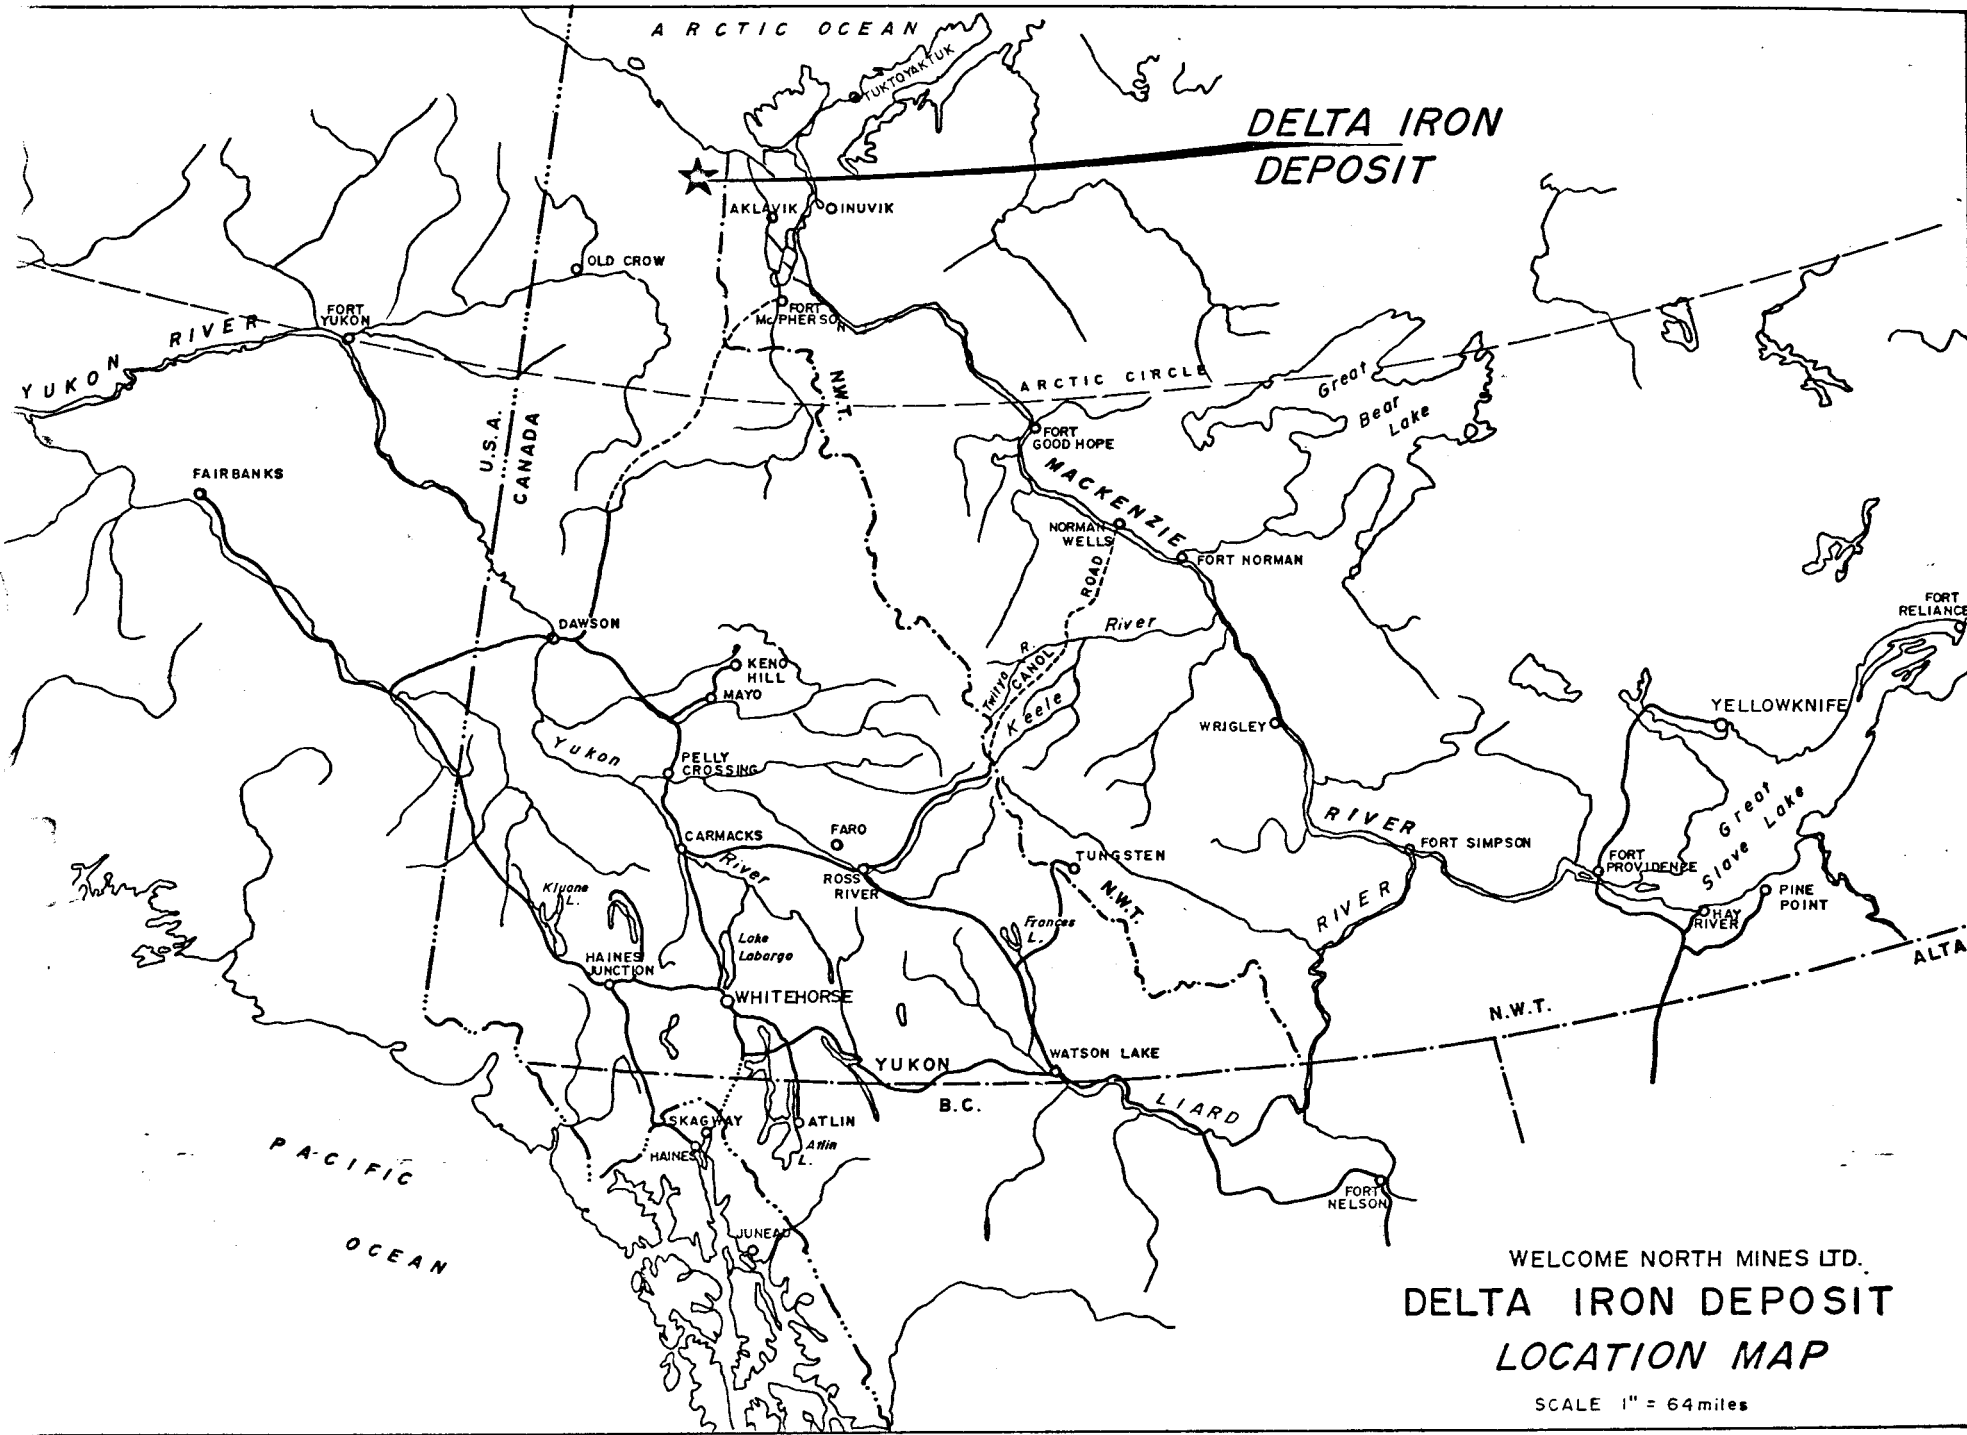 ARCTIC OCEAN
TUKTOYAKTUK
DELTA IRON
DEPOSIT
AKLAVIK
INUVIK
OLD CROW
FORT
YUKON
FORT
McPHERSON
YUKON RIVER
ARCTIC CIRCLE
N.W.T.
Great
Bear
Lake
U.S.A.
CANADA
FORT
GOOD HOPE
FAIRBANKS
MACKENZIE
NORMAN
WELLS
FORT NORMAN
ROAD
FORT
RELIANCE
DAWSON
River
KENO
HILL
MAYO
Twitya R.
CANOL
Keele
YELLOWKNIFE
WRIGLEY
Yukon
PELLY
CROSSING
Great
Slave Lake
RIVER
CARMACKS
FARO
FORT SIMPSON
River
TUNGSTEN
FORT
PROVIDENCE
ROSS
RIVER
N.W.T.
RIVER
PINE
POINT
Kluane
L.
HAY
RIVER
Frances
L.
Lake
Labarge
HAINES
JUNCTION
ALTA
WHITEHORSE
N.W.T.
WATSON LAKE
YUKON
B.C.
LIARD
SKAGWAY
ATLIN
Atlin
L.
HAINES
PACIFIC
OCEAN
FORT
NELSON
JUNEAU
WELCOME NORTH MINES LTD.
DELTA IRON DEPOSIT
LOCATION MAP
SCALE 1" = 64 miles